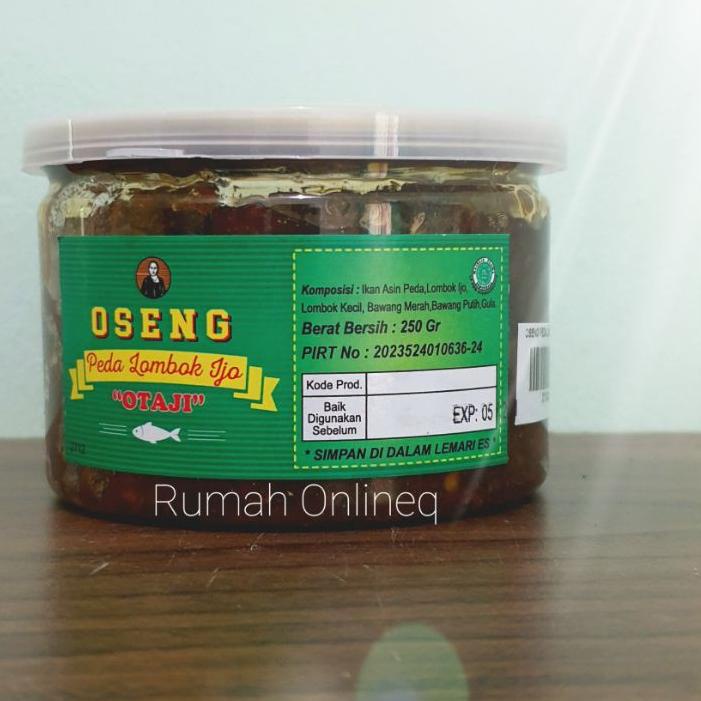 OSENG
Peda Lombok Ijo
"OTAJI"
Komposisi : Ikan Asin Peda,Lombok Ijo,
Lombok Kecil, Bawang Merah,Bawang Putih,Gula
Berat Bersih : 250 Gr
PIRT No : 2023524010636-24
Kode Prod.
Baik
Digunakan
Sebelum
EXP: 05
* SIMPAN DI DALAM LEMARI ES *
Rumah Onlineq